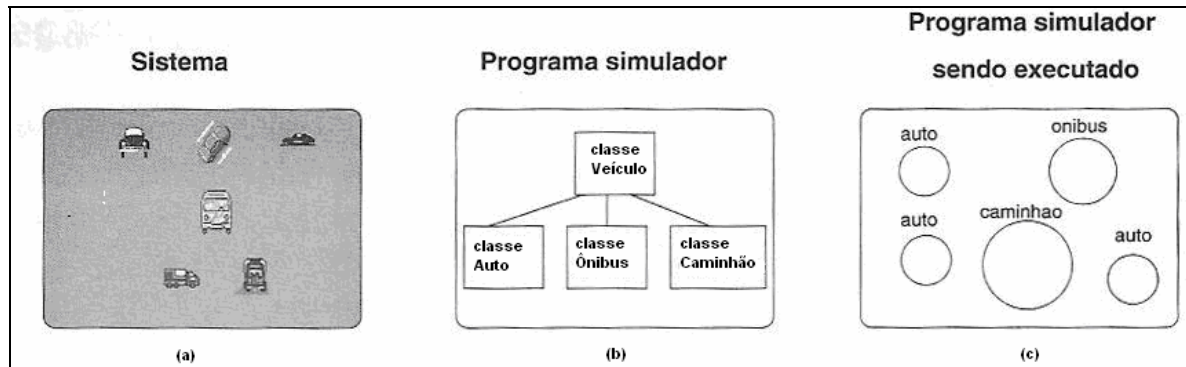 Sistema
Programa simulador
Programa simulador
sendo executado
classe
Veículo
classe
Auto
classe
Ônibus
classe
Caminhão
auto
onibus
auto
caminhao
auto
(a)
(b)
(c)